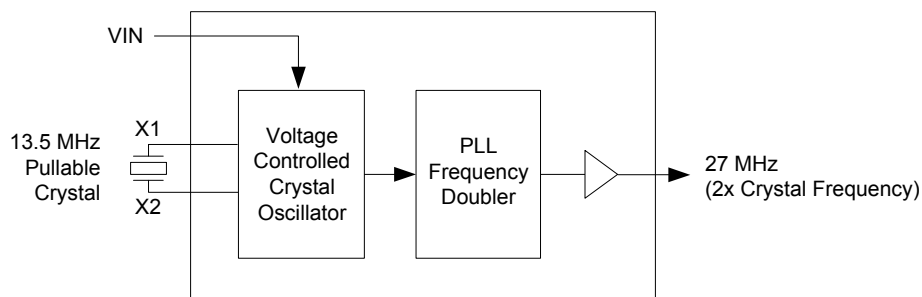 VIN
13.5 MHz
Pullable
Crystal
X1
X2
Voltage
Controlled
Crystal
Oscillator
PLL
Frequency
Doubler
27 MHz
(2x Crystal Frequency)